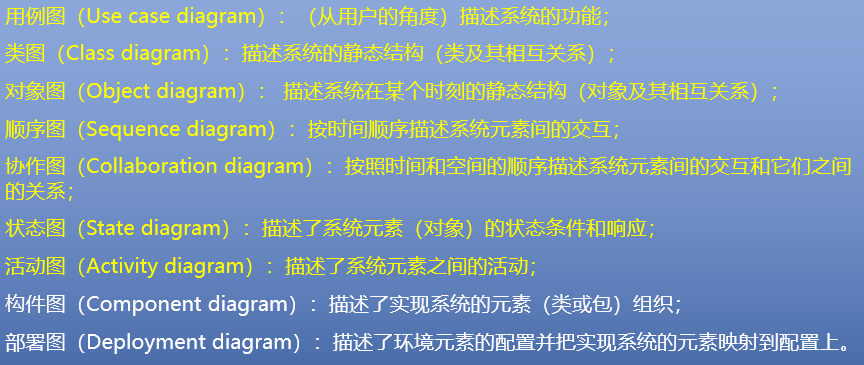 用例图（Use case diagram）：（从用户的角度）描述系统的功能；
类图（Class diagram）：描述系统的静态结构（类及其相互关系）；
对象图（Object diagram）： 描述系统在某个时刻的静态结构（对象及其相互关系）；
顺序图（Sequence diagram）：按时间顺序描述系统元素间的交互；
协作图（Collaboration diagram）：按照时间和空间的顺序描述系统元素间的交互和它们之间
的关系；
状态图（State diagram）：描述了系统元素（对象）的状态条件和响应；
活动图（Activity diagram）：描述了系统元素之间的活动；
构件图（Component diagram）：描述了实现系统的元素（类或包）组织；
部署图（Deployment diagram）：描述了环境元素的配置并把实现系统的元素映射到配置上。